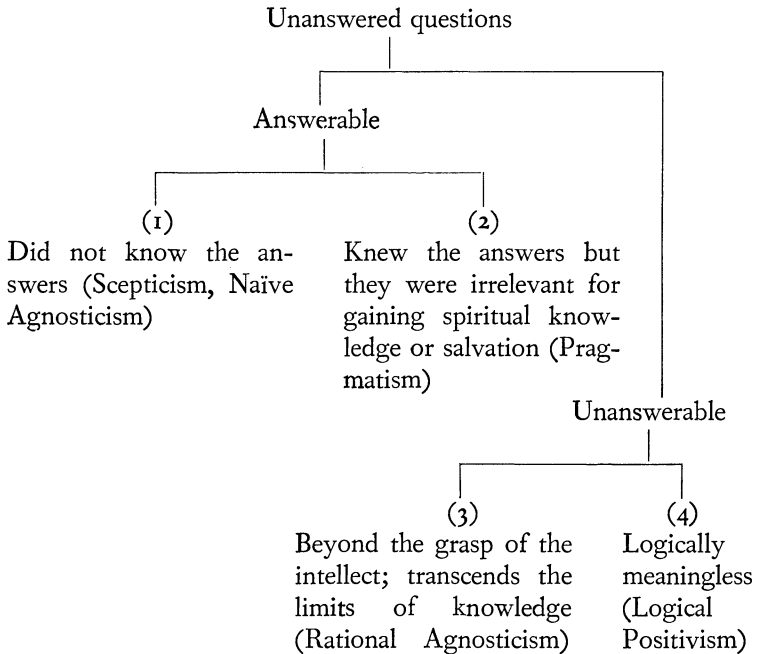 Unanswered questions
Answerable
(1)
Did not know the an-
swers (Scepticism, Naïve
Agnosticism)
(2)
Knew the answers but
they were irrelevant for
gaining spiritual know-
ledge or salvation (Prag-
matism)
Unanswerable
(3)
Beyond the grasp of the
intellect; transcends the
limits of knowledge
(Rational Agnosticism)
(4)
Logically
meaningless
(Logical
Positivism)